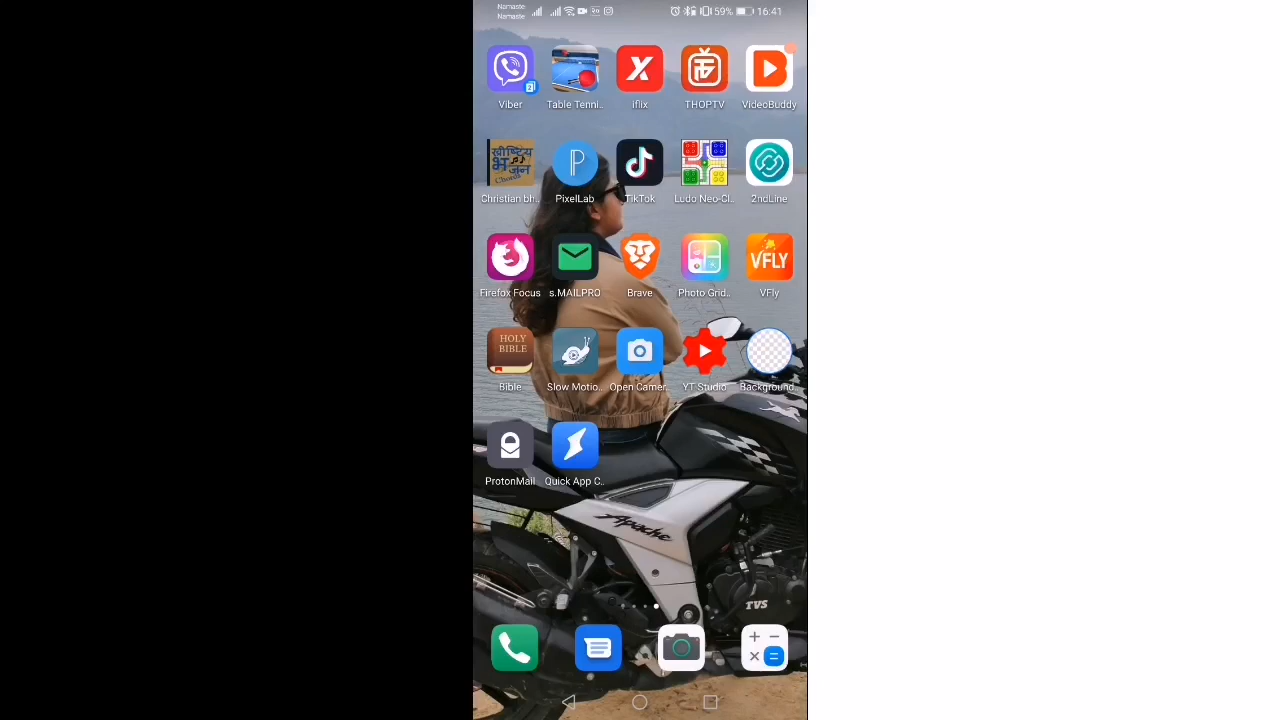 Namaste
Namaste
59% 16:41
Viber
Table Tenni..
iflix
THOPTV
VideoBuddy
ख्रीष्टिय
भजन
Chords
Christian bh..
PixelLab
TikTok
Ludo Neo-Cl..
2ndLine
Firefox Focus
s.MAILPRO
Brave
Photo Grid..
VFLY
VFly
HOLY
BIBLE
Bible
Slow Motio..
Open Camer..
YT Studio
Background..
ProtonMail
Quick App C..
Apache
TVS